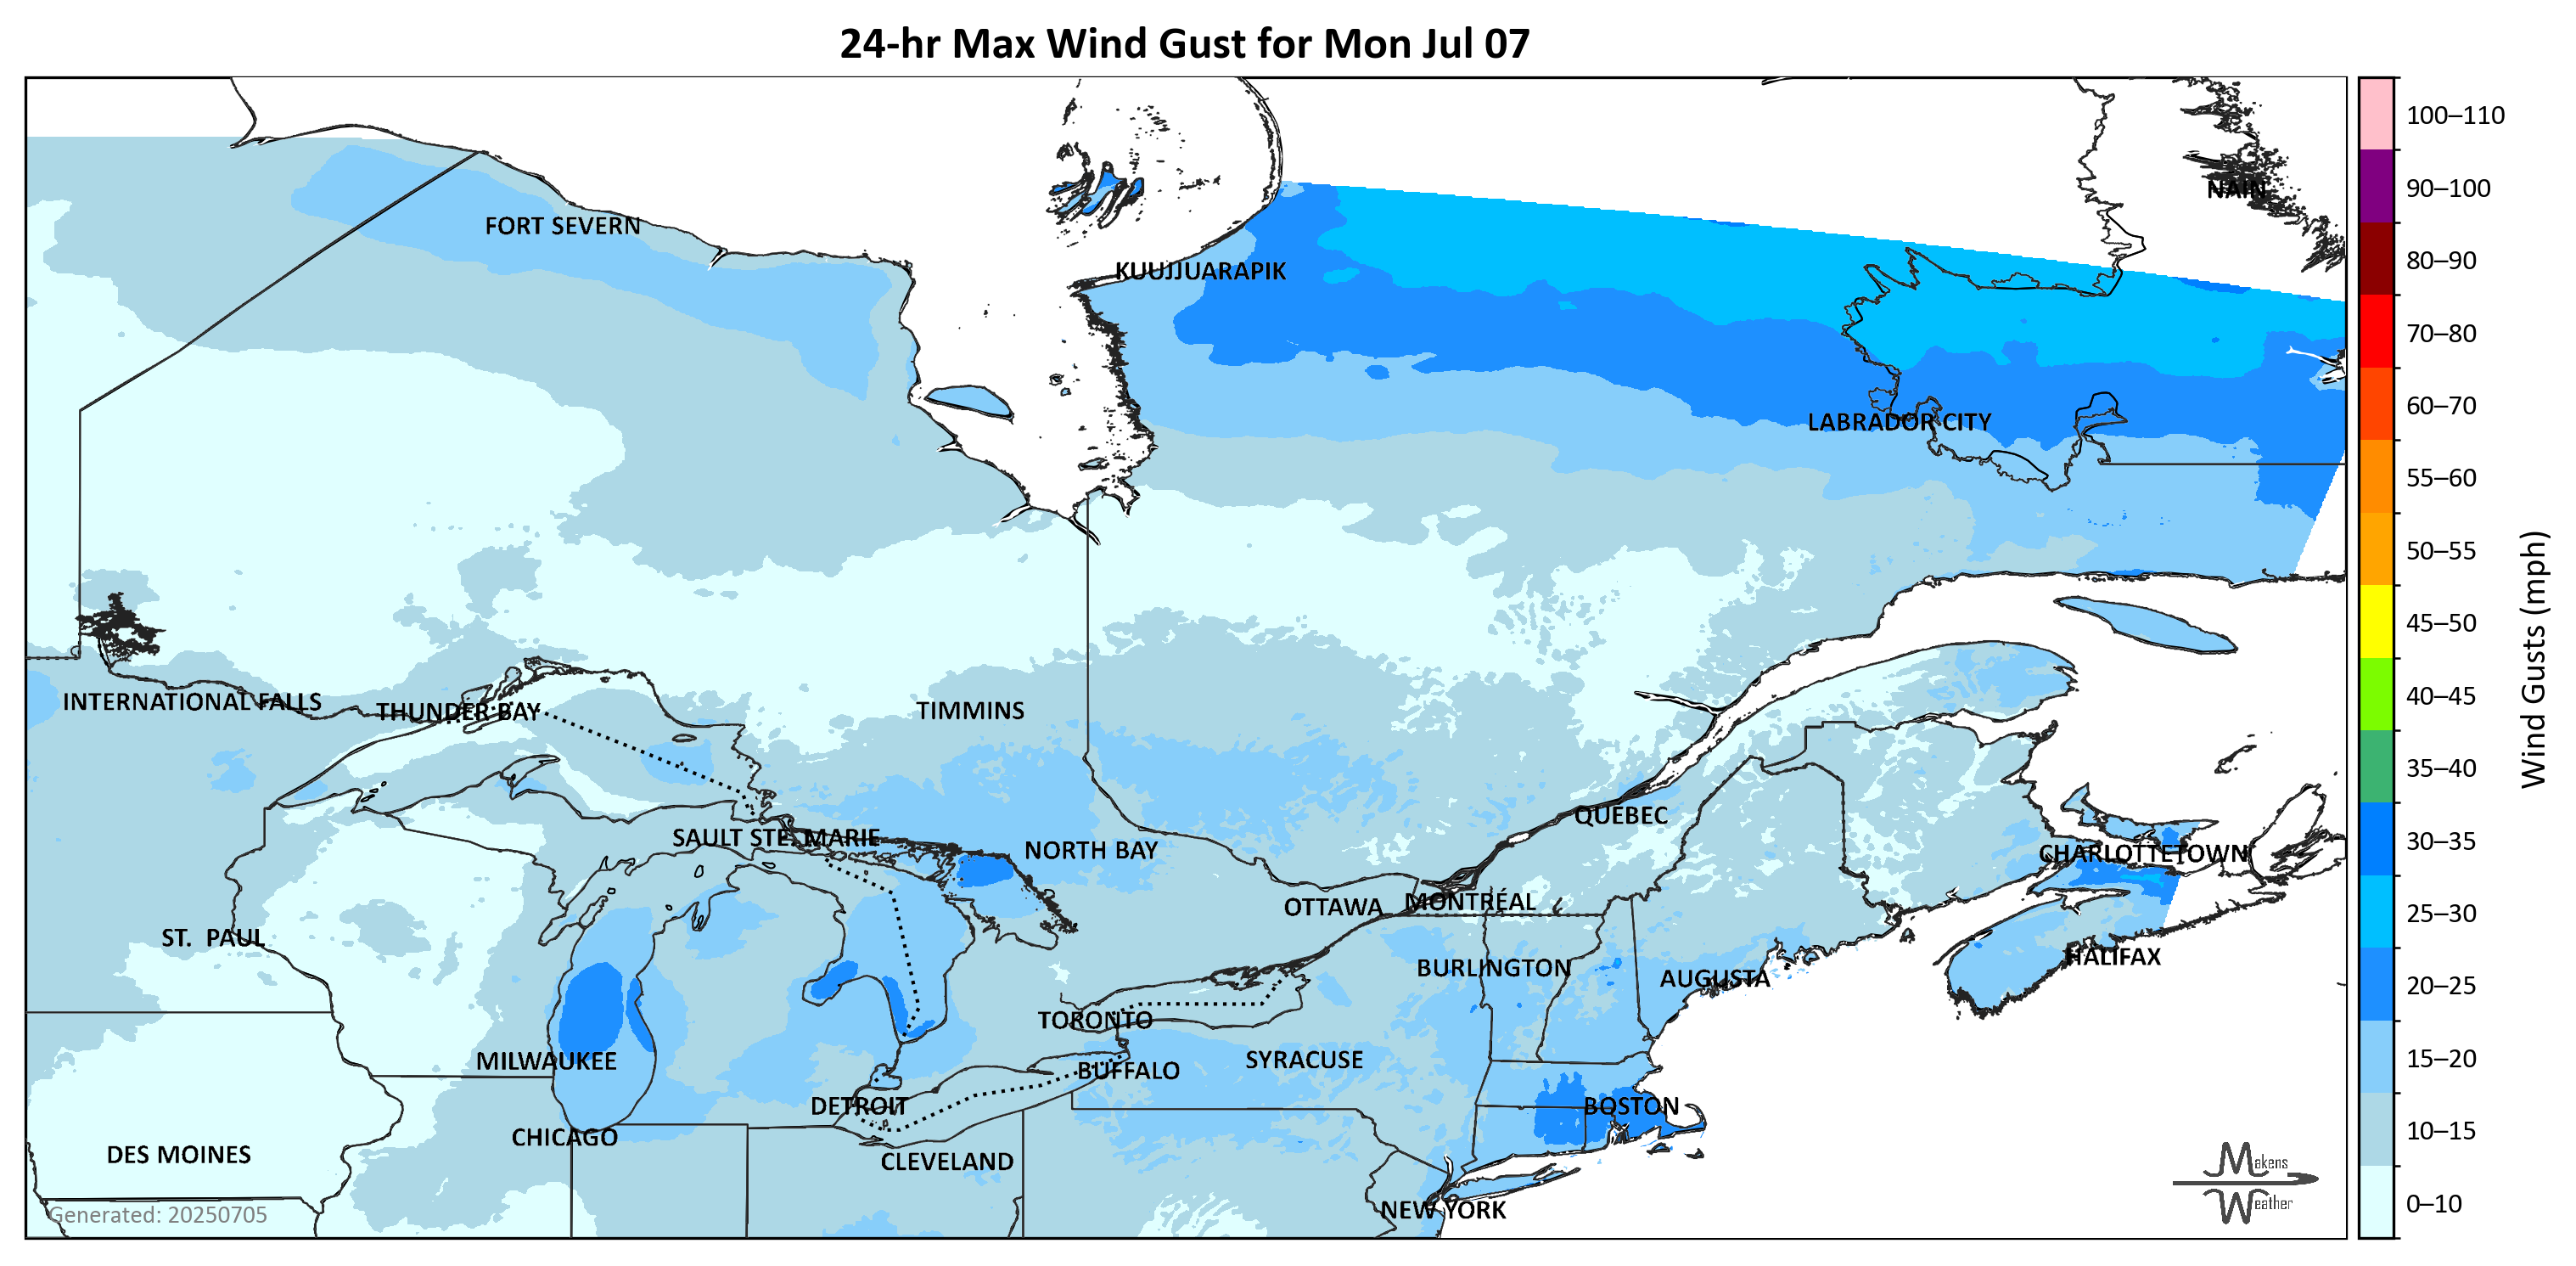 24-hr Max Wind Gust for Mon Jul 07
100–110
90–100
80–90
70–80
60–70
55–60
50–55
45–50
40–45
35–40
30–35
25–30
20–25
15–20
10–15
0–10
Wind Gusts (mph)
NAIN
FORT SEVERN
KUUJJUARAPIK
LABRADOR CITY
INTERNATIONAL FALLS
THUNDER BAY
TIMMINS
QUEBEC
SAULT STE. MARIE
NORTH BAY
CHARLOTTETOWN
OTTAWA
MONTRÉAL
ST. PAUL
BURLINGTON
AUGUSTA
HALIFAX
TORONTO
MILWAUKEE
BUFFALO
SYRACUSE
DETROIT
BOSTON
CHICAGO
DES MOINES
CLEVELAND
NEW YORK
Generated: 20250705
Makens
Weather